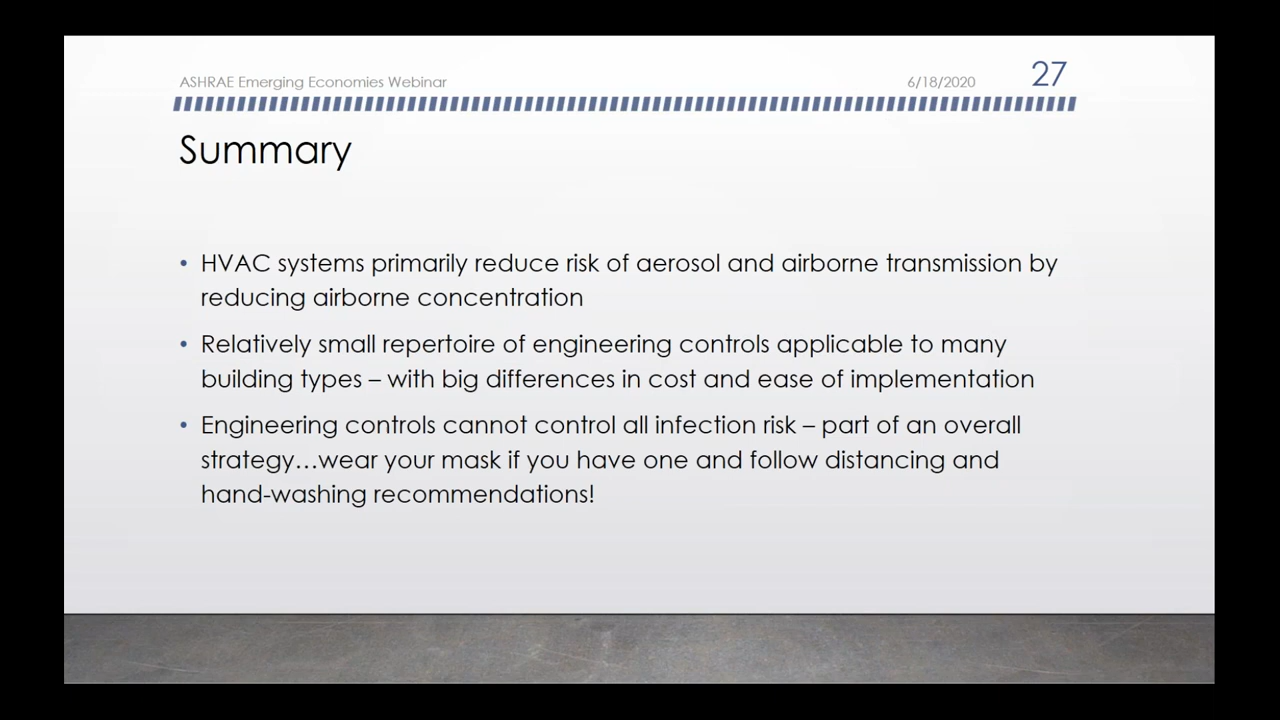 ASHRAE Emerging Economies Webinar 6/18/2020 27
Summary
• HVAC systems primarily reduce risk of aerosol and airborne transmission by
reducing airborne concentration
• Relatively small repertoire of engineering controls applicable to many
building types – with big differences in cost and ease of implementation
• Engineering controls cannot control all infection risk – part of an overall
strategy…wear your mask if you have one and follow distancing and
hand-washing recommendations!